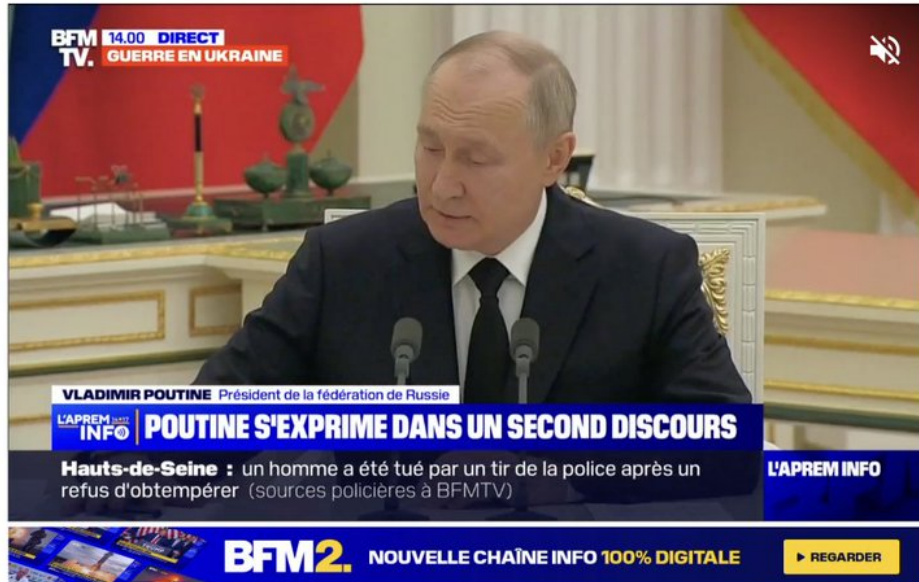 BFM
TV.
14.00 DIRECT
GUERRE EN UKRAINE
VLADIMIR POUTINE Président de la fédération de Russie
L'APREM 14H17
INFO
POUTINE S'EXPRIME DANS UN SECOND DISCOURS
Hauts-de-Seine : un homme a été tué par un tir de la police après un
refus d'obtempérer (sources policières à BFMTV)
L'APREM INFO
BFM2. NOUVELLE CHAÎNE INFO 100% DIGITALE
REGARDER